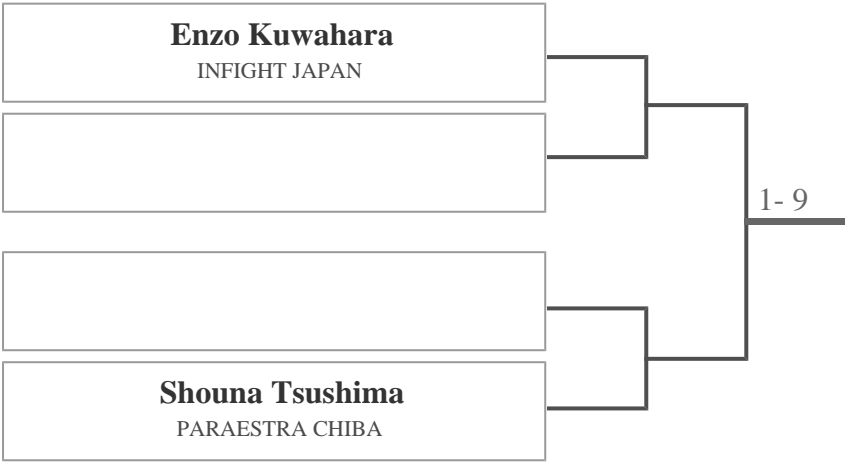 Enzo Kuwahara
INFIGHT JAPAN
1- 9
Shouna Tsushima
PARAESTRA CHIBA